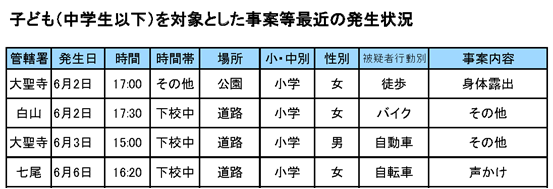 子ども(中学生以下)を対象とした事案等最近の発生状況
管轄署 発生日 時間 時間帯 場所 小・中別 性別 被疑者行動別 事案内容
大聖寺 6月2日 17:00 その他 公園 小学 女 徒歩 身体露出
白山 6月2日 17:30 下校中 道路 小学 女 バイク その他
大聖寺 6月3日 15:00 下校中 道路 小学 男 自動車 その他
七尾 6月6日 16:20 下校中 道路 小学 女 自転車 声かけ